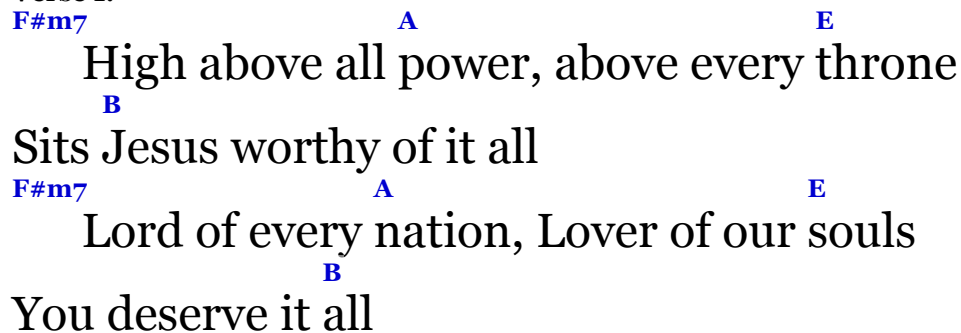 F#m7 A E
High above all power, above every throne
B
Sits Jesus worthy of it all
F#m7 A E
Lord of every nation, Lover of our souls
B
You deserve it all